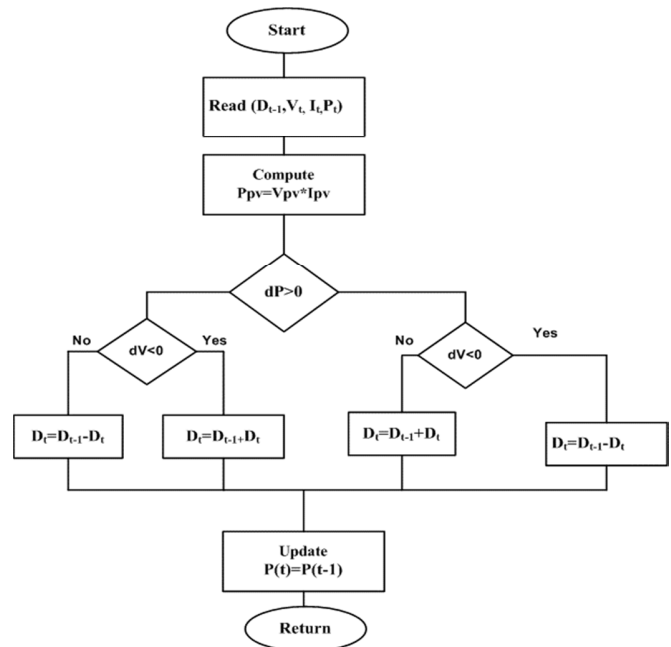 Start
Read (Dₜ₋₁,Vₜ, Iₜ,Pₜ)
Compute
Ppv=Vpv*Ipv
dP>0
No
dV<0
Yes
No
dV<0
Yes
Dₜ=Dₜ₋₁-Dₜ
Dₜ=Dₜ₋₁₊Dₜ
Dₜ=Dₜ₋₁+Dₜ
Dₜ=Dₜ₋₁-Dₜ
Update
P(t)=P(t-1)
Return